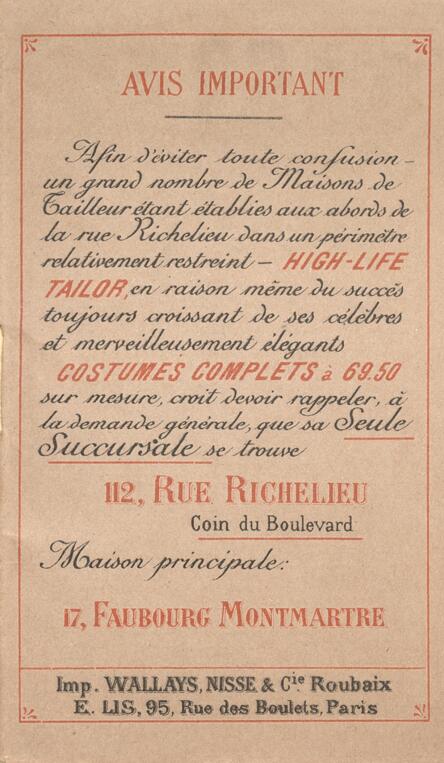 AVIS IMPORTANT
Afin d'éviter toute confusion –
un grand nombre de Maisons de
Tailleur étant établies aux abords de
la rue Richelieu dans un périmètre
relativement restreint – HIGH-LIFE
TAILOR, en raison même du succès
toujours croissant de ses célèbres
et merveilleusement élégants
COSTUMES COMPLETS à 69.50
sur mesure, croit devoir rappeler, à
la demande générale, que sa Seule
Succursale se trouve
112, RUE RICHELIEU
Coin du Boulevard
Maison principale:
17, FAUBOURG MONTMARTRE
Imp. WALLAYS, NISSE & Cie Roubaix
E. LIS, 95, Rue des Boulets, Paris